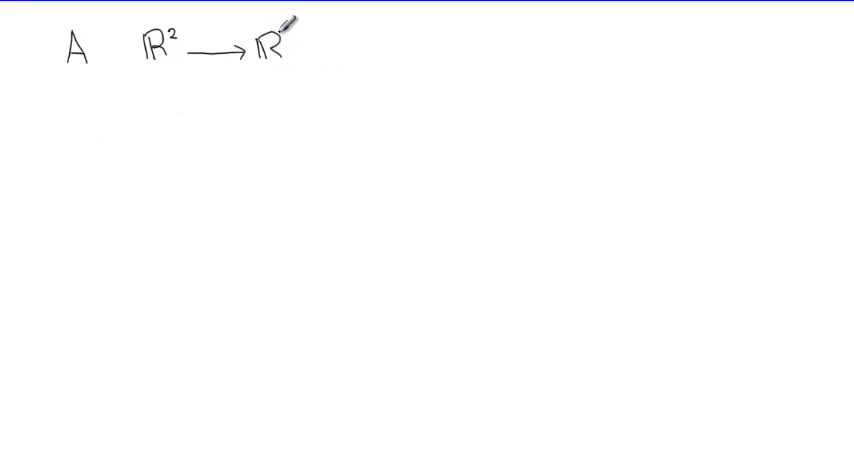 A ℝ² ⟶ ℝ